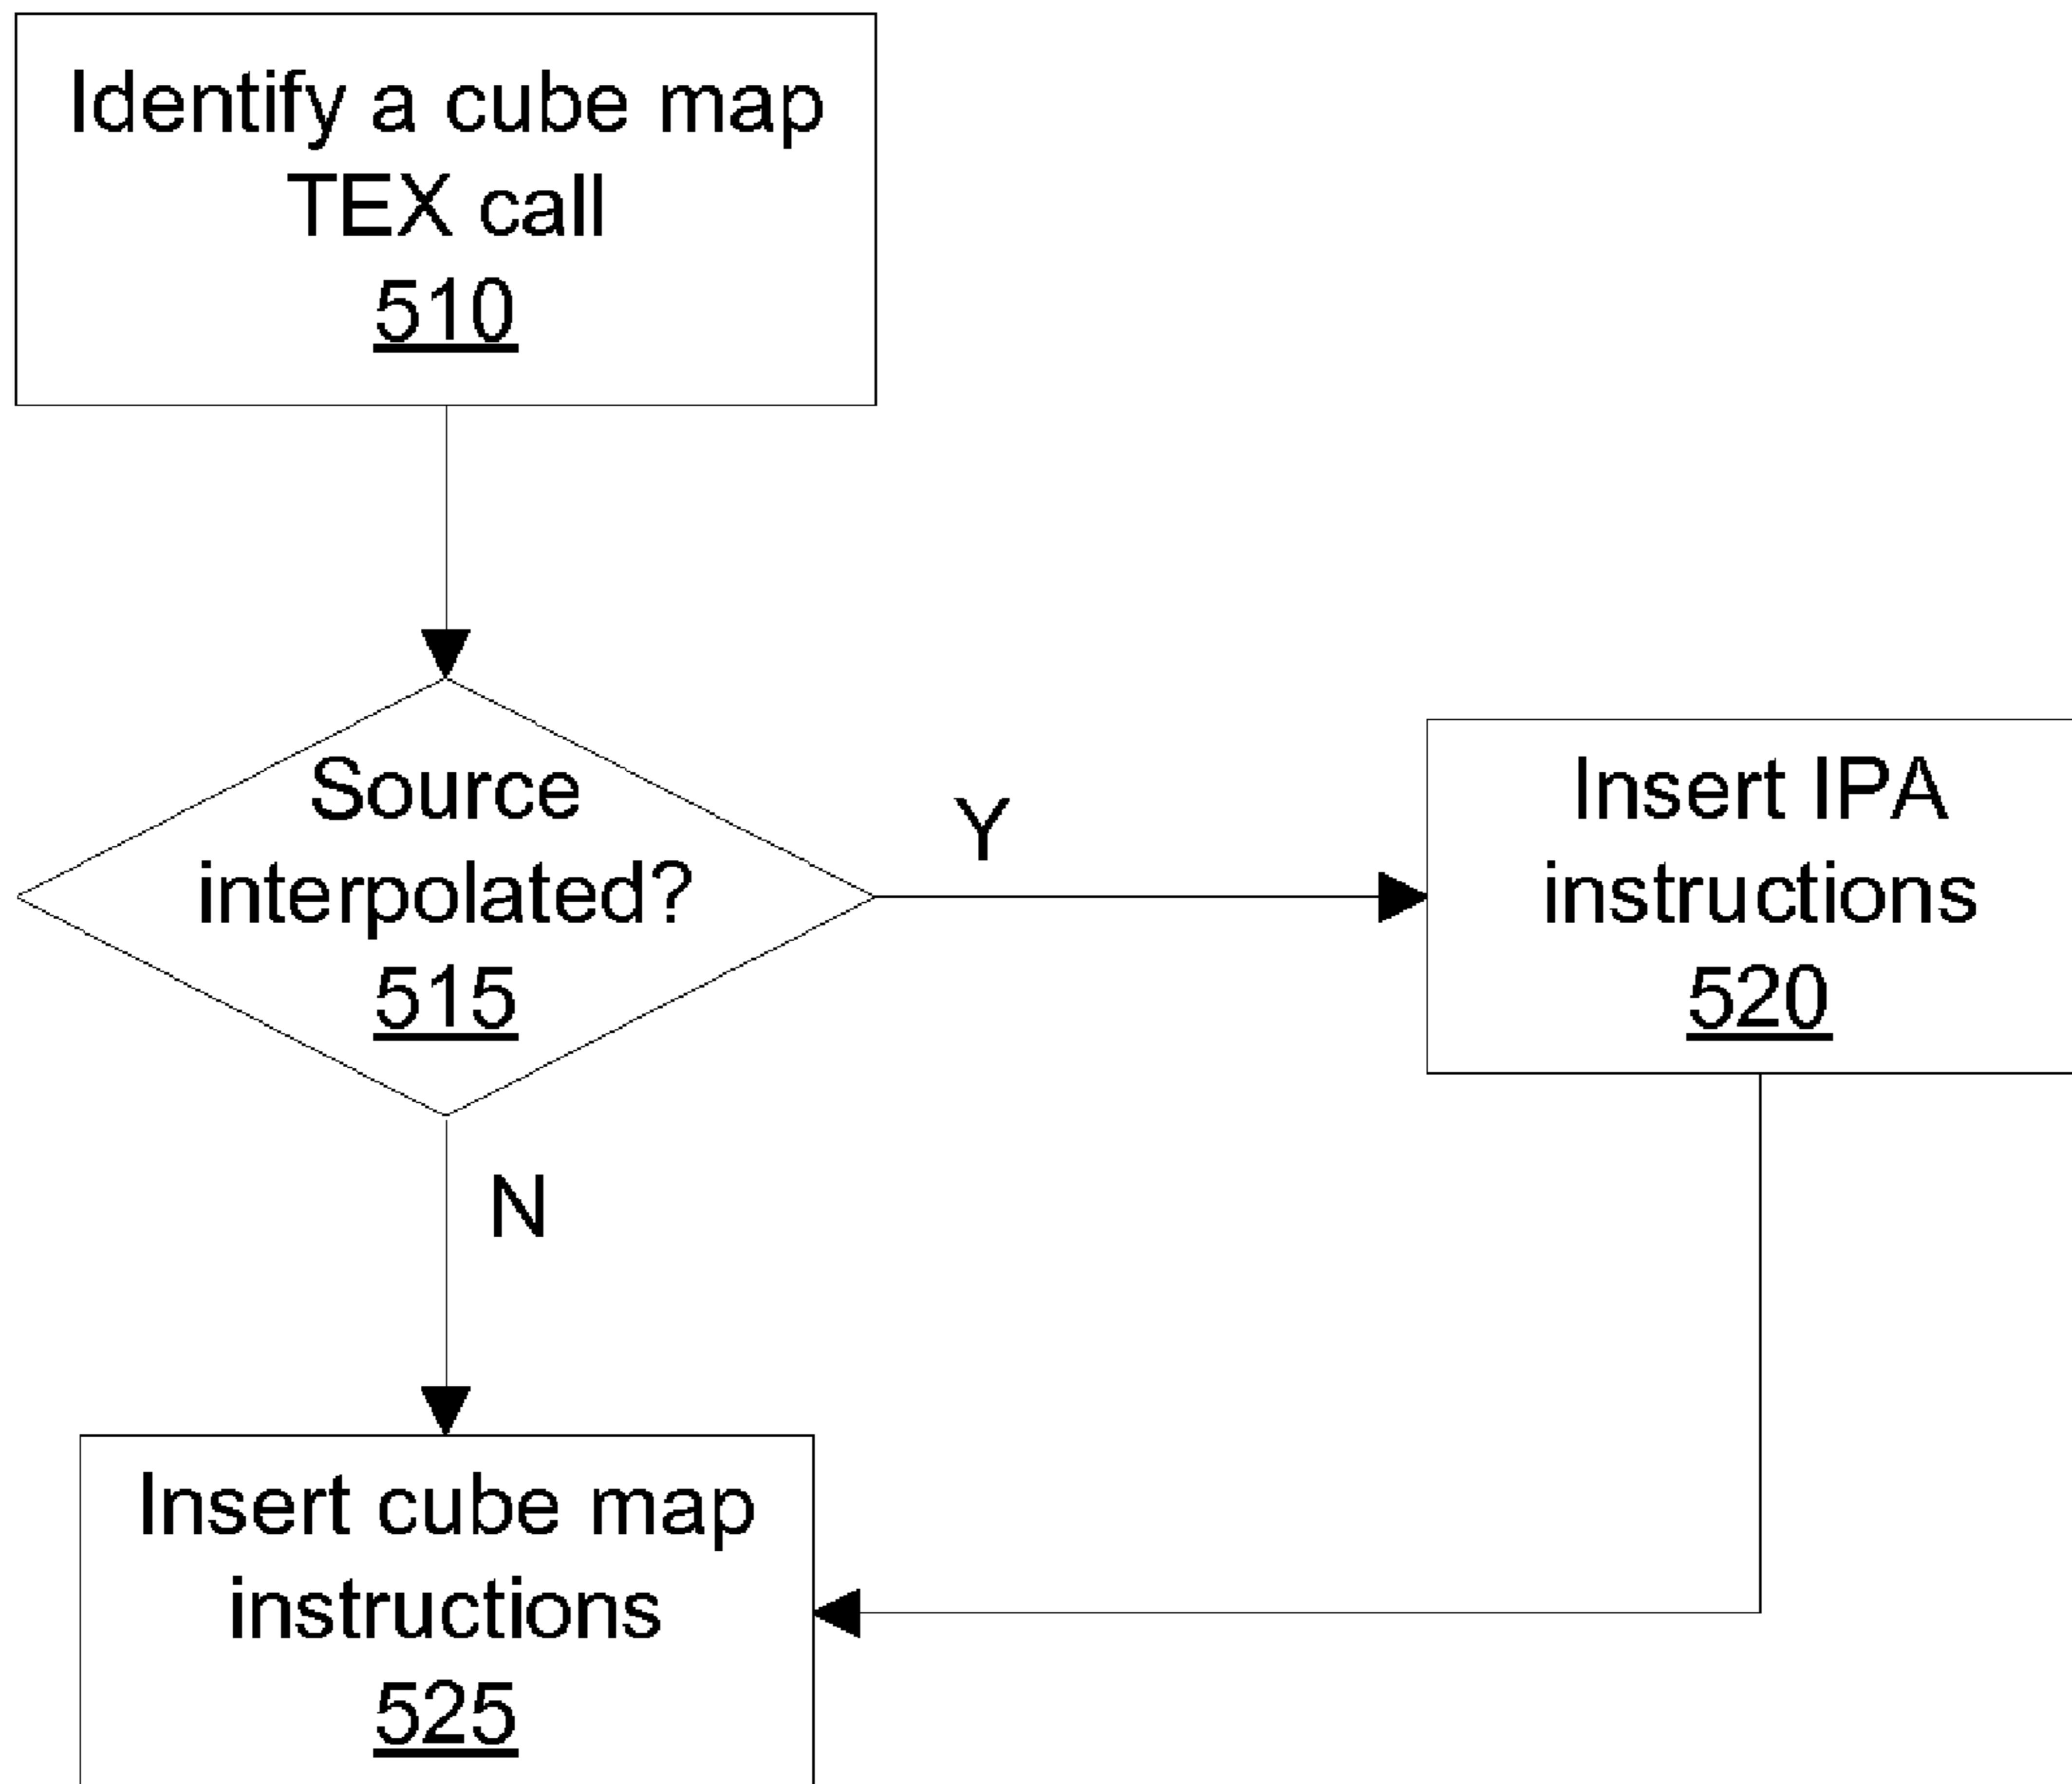 Identify a cube map
TEX call
510
Source
interpolated?
515
Y
Insert IPA
instructions
520
N
Insert cube map
instructions
525